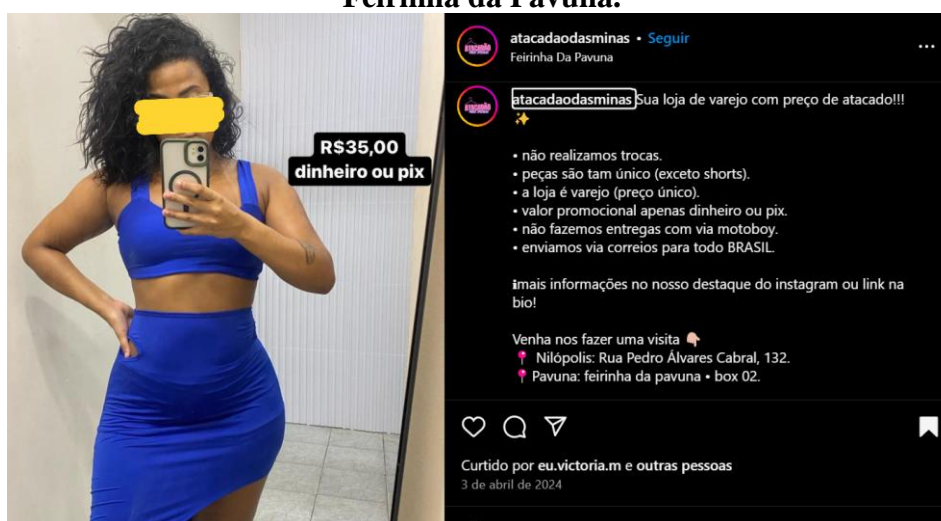 Feirinha da Pavuna.
R$35,00
dinheiro ou pix
atacadaodasminas • Seguir
Feirinha Da Pavuna
atacadaodasminas Sua loja de varejo com preço de atacado!!!
✨
• não realizamos trocas.
• peças são tam único (exceto shorts).
• a loja é varejo (preço único).
• valor promocional apenas dinheiro ou pix.
• não fazemos entregas com via motoboy.
• enviamos via correios para todo BRASIL.
ℹ️mais informações no nosso destaque do instagram ou link na
bio!
Venha nos fazer uma visita 👇🏻
📍 Nilópolis: Rua Pedro Álvares Cabral, 132.
📍 Pavuna: feirinha da pavuna • box 02.
Curtido por eu.victoria.m e outras pessoas
3 de abril de 2024